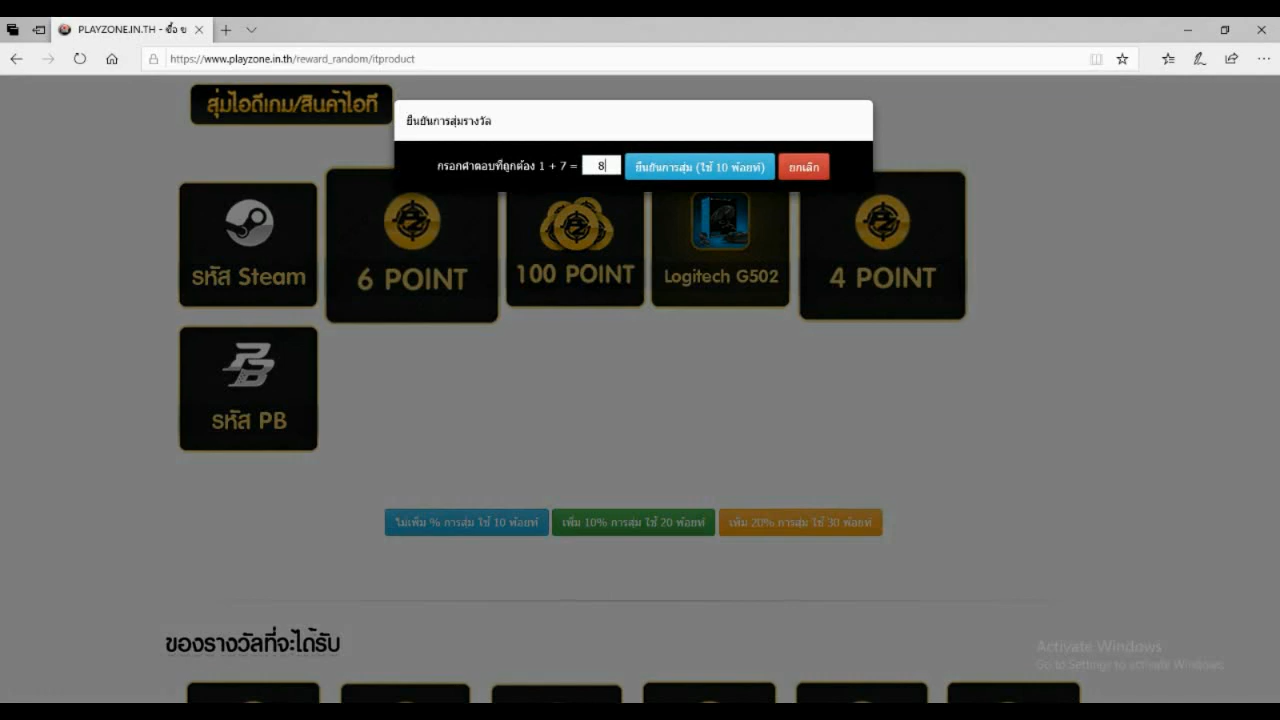 PLAYZONE.IN.TH - ซื้อ ข
https://www.playzone.in.th/reward_random/itproduct
สุ่มไอดีเกม/สินค้าไอที
ยืนยันการสุ่มรางวัล
กรอกคำตอบที่ถูกต้อง 1 + 7 = 8 ยืนยันการสุ่ม (ใช้ 10 พ้อยท์) ยกเลิก
รหัส Steam
6 POINT
100 POINT
Logitech G502
4 POINT
รหัส PB
ไม่เพิ่ม % การสุ่ม ใช้ 10 พ้อยท์ เพิ่ม 10% การสุ่ม ใช้ 20 พ้อยท์ เพิ่ม 20% การสุ่ม ใช้ 30 พ้อยท์
ของรางวัลที่จะได้รับ
Activate Windows
Go to Settings to activate Windows.